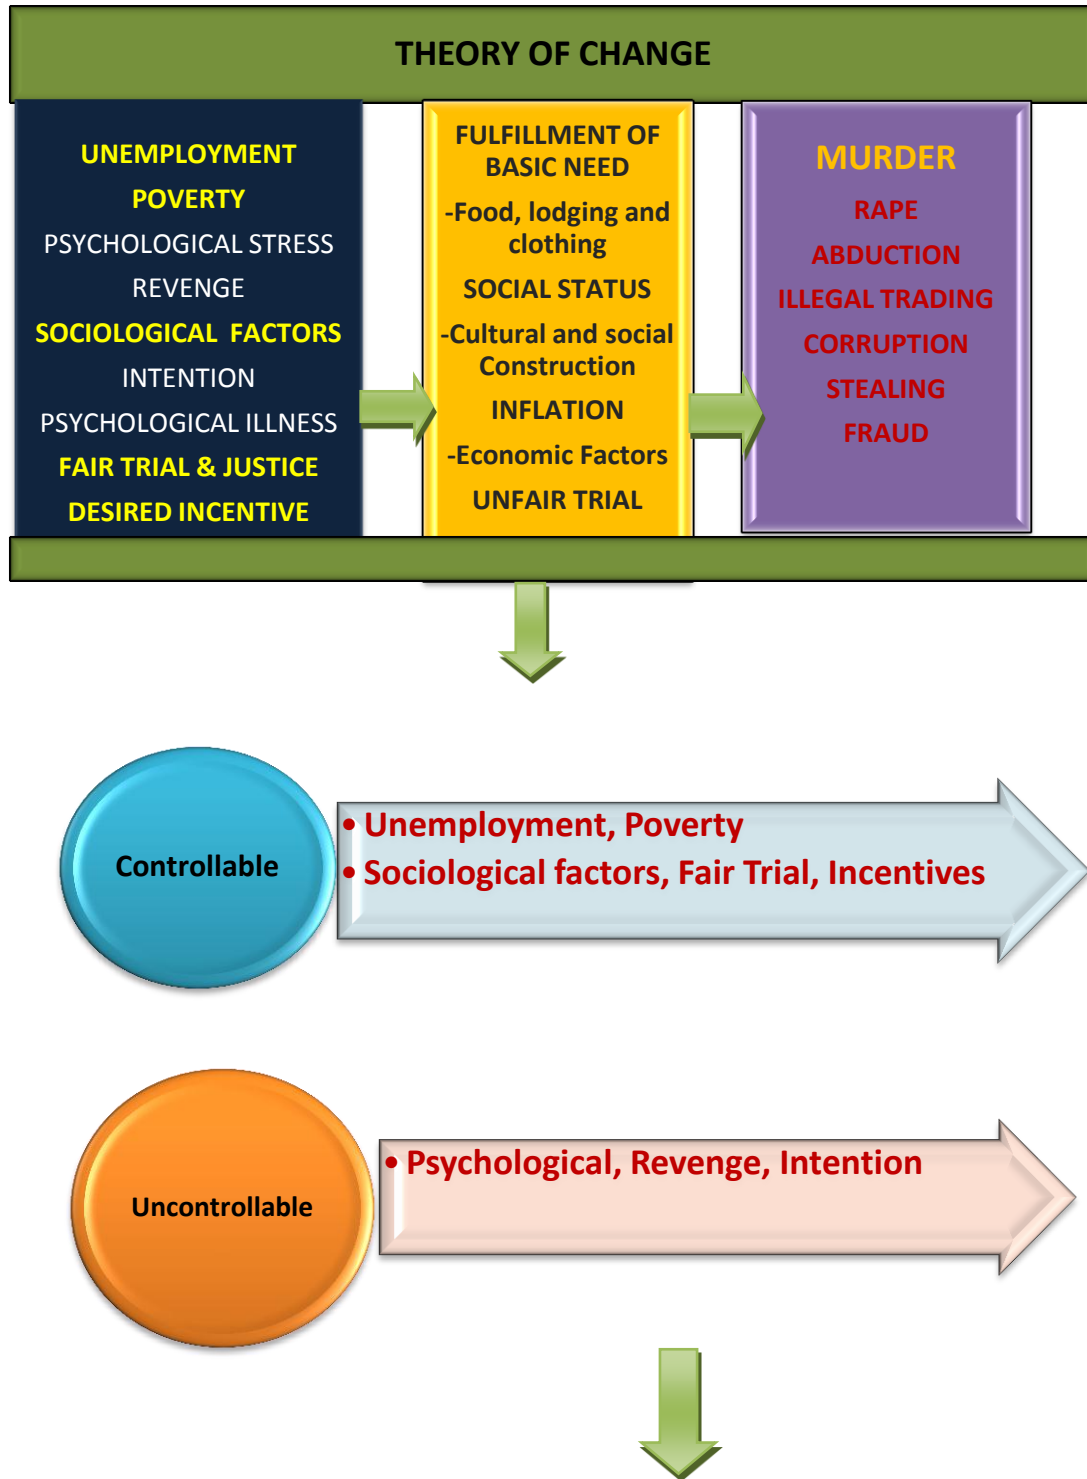 THEORY OF CHANGE
UNEMPLOYMENT
POVERTY
PSYCHOLOGICAL STRESS
REVENGE
SOCIOLOGICAL FACTORS
INTENTION
PSYCHOLOGICAL ILLNESS
FAIR TRIAL & JUSTICE
DESIRED INCENTIVE
FULFILLMENT OF
BASIC NEED
-Food, lodging and
clothing
SOCIAL STATUS
-Cultural and social
Construction
INFLATION
-Economic Factors
UNFAIR TRIAL
MURDER
RAPE
ABDUCTION
ILLEGAL TRADING
CORRUPTION
STEALING
FRAUD
Controllable
• Unemployment, Poverty
• Sociological factors, Fair Trial, Incentives
Uncontrollable
• Psychological, Revenge, Intention